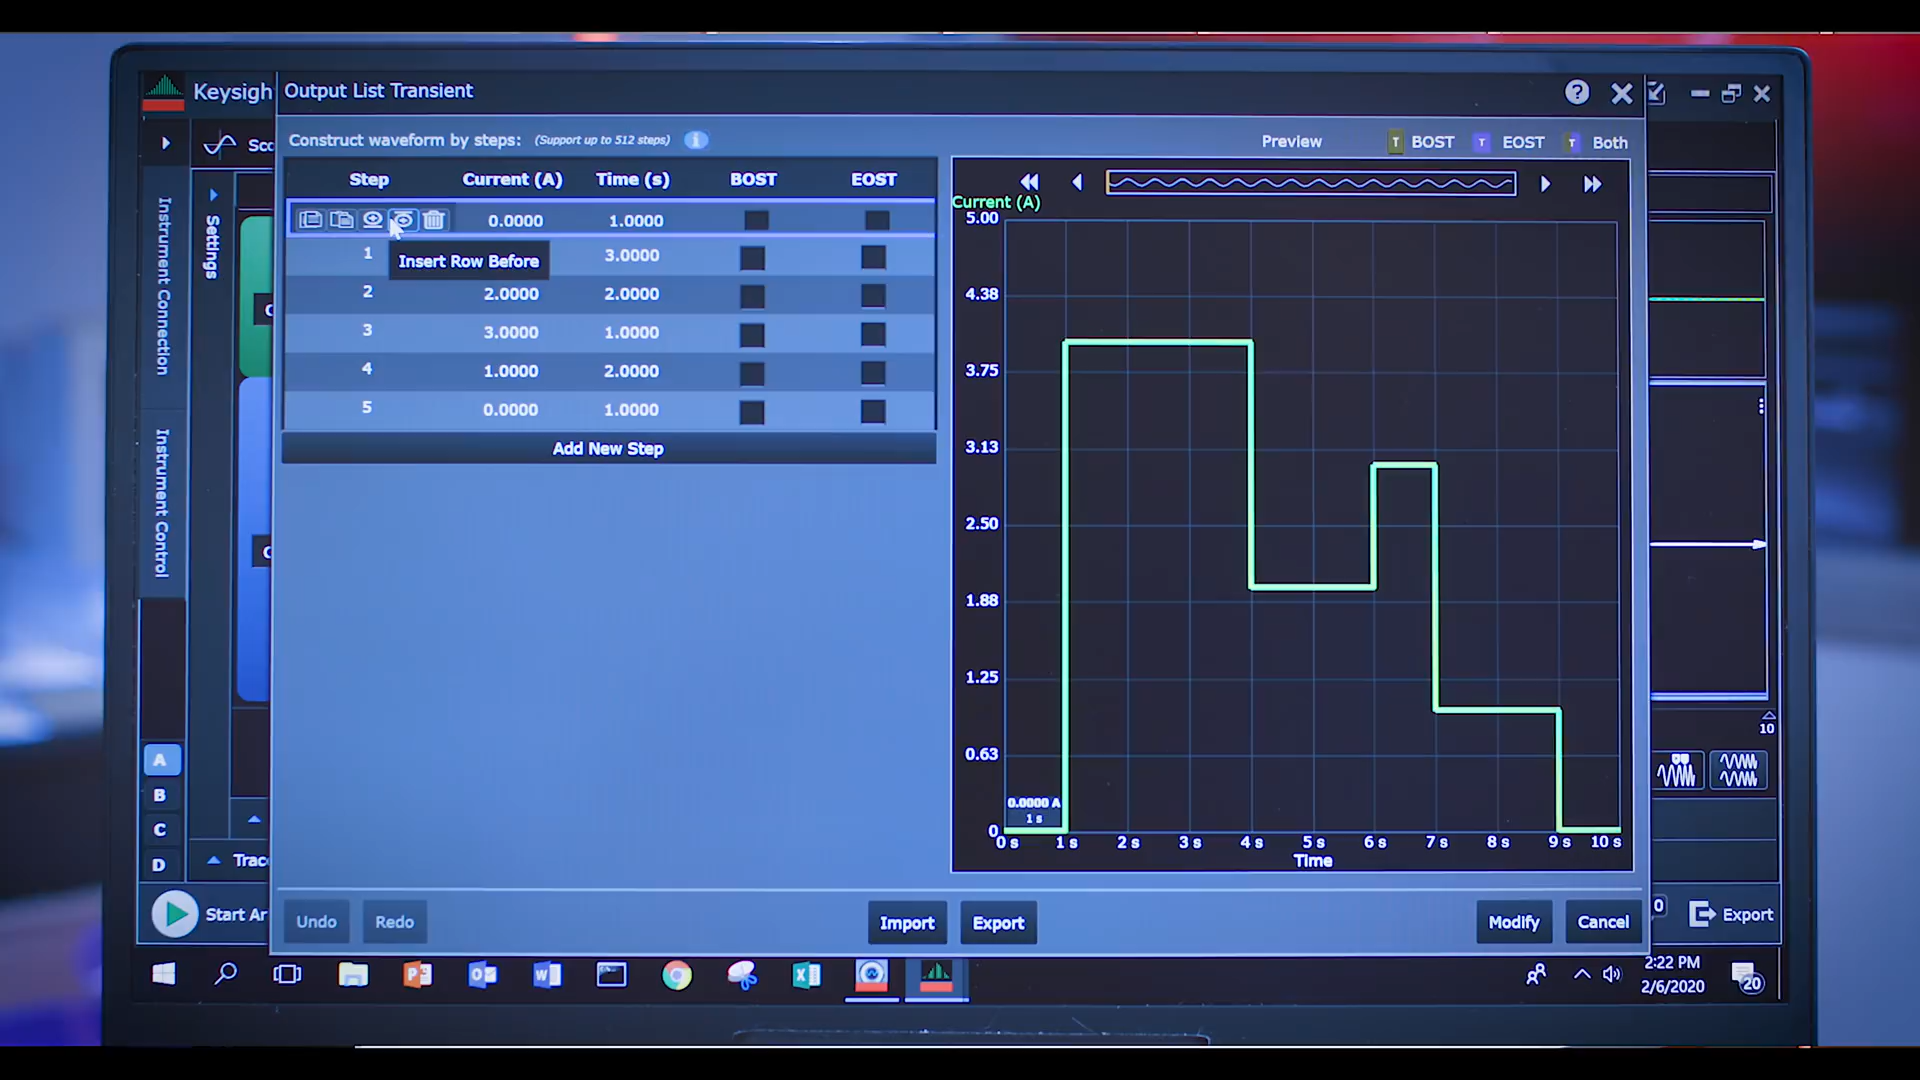 Keysigh
Output List Transient
?
Construct waveform by steps: (Support up to 512 steps) i
Preview T BOST T EOST T Both
Step Current (A) Time (s) BOST EOST
0.0000 1.0000
Insert Row Before
1 3.0000
2 2.0000 2.0000
3 3.0000 1.0000
4 1.0000 2.0000
5 0.0000 1.0000
Add New Step
Current (A)
5.00
4.38
3.75
3.13
2.50
1.88
1.25
0.63
0
0.0000 A
1 s
0 s 1 s 2 s 3 s 4 s 5 s 6 s 7 s 8 s 9 s 10 s
Time
Undo Redo Import Export Modify Cancel
Sco
Instrument Connection
Settings
Instrument Control
A
B
C
D
Trac
Start Ar
10
0 Export
2:22 PM
2/6/2020
20